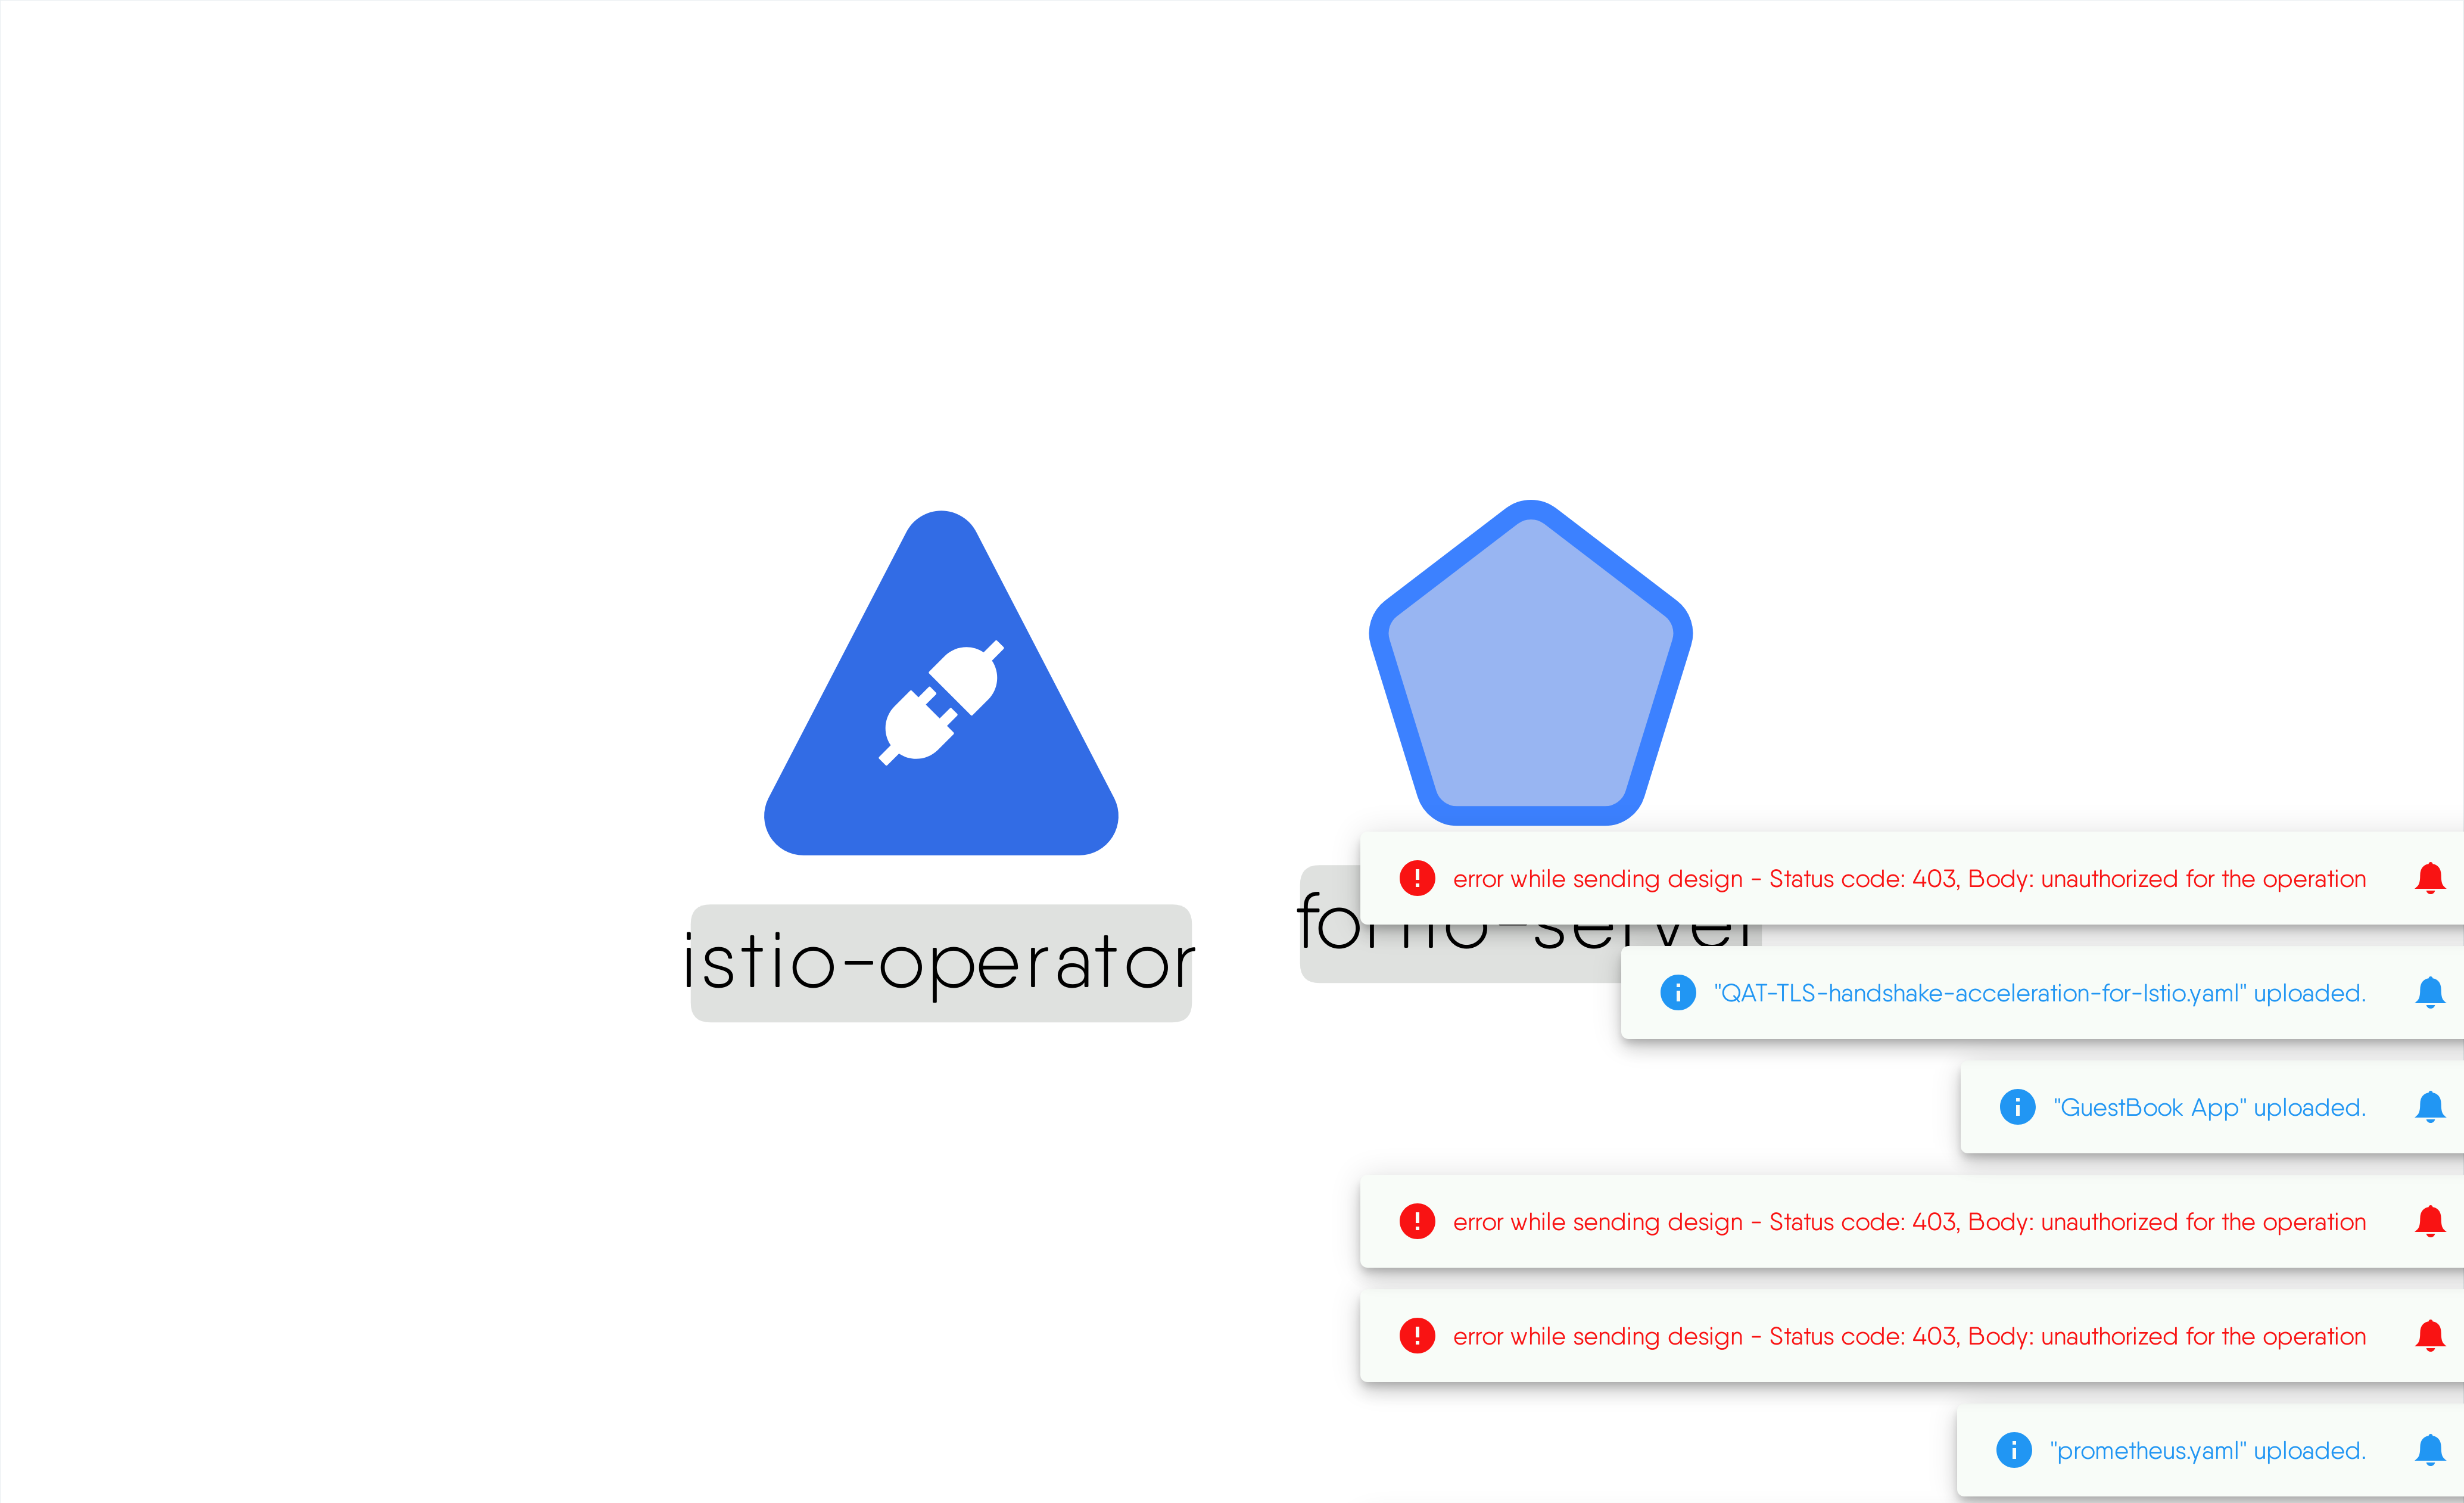 istio-operator
fortio-server
error while sending design - Status code: 403, Body: unauthorized for the operation
"QAT-TLS-handshake-acceleration-for-Istio.yaml" uploaded.
"GuestBook App" uploaded.
error while sending design - Status code: 403, Body: unauthorized for the operation
error while sending design - Status code: 403, Body: unauthorized for the operation
"prometheus.yaml" uploaded.